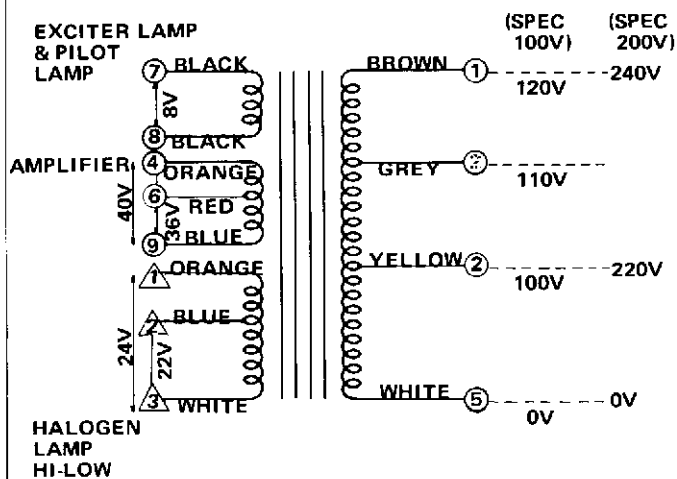 EXCITER LAMP
& PILOT
LAMP
(SPEC
100V)
(SPEC
200V)
7 BLACK
8V
8 BLACK
BROWN 1
120V
240V
AMPLIFIER 4
ORANGE
40V
6 RED
36V
9 BLUE
GREY
110V
1 ORANGE
YELLOW 2
100V
220V
24V
2 BLUE
22V
3 WHITE
WHITE 5
0V
0V
HALOGEN
LAMP
HI-LOW